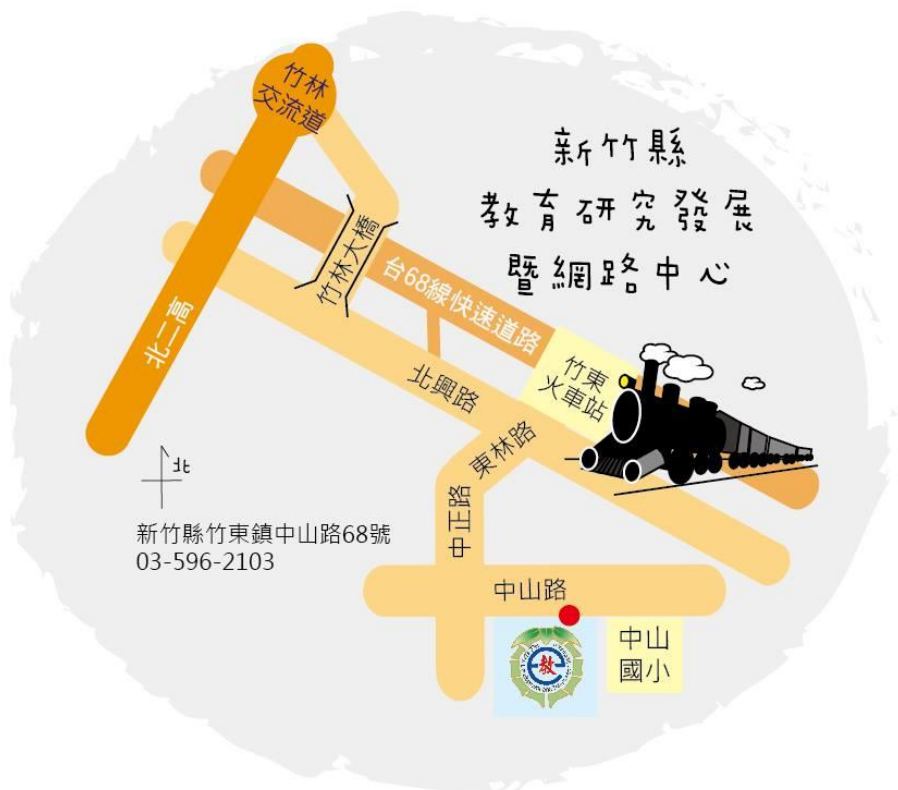 竹林
交流道
新竹縣
教育研究發展
暨網路中心
竹林大橋
台68線快速道路
北二高
竹東
火車站
北興路
東林路
北
中正路
新竹縣竹東鎮中山路68號
03-596-2103
中山路
中山
國小
教